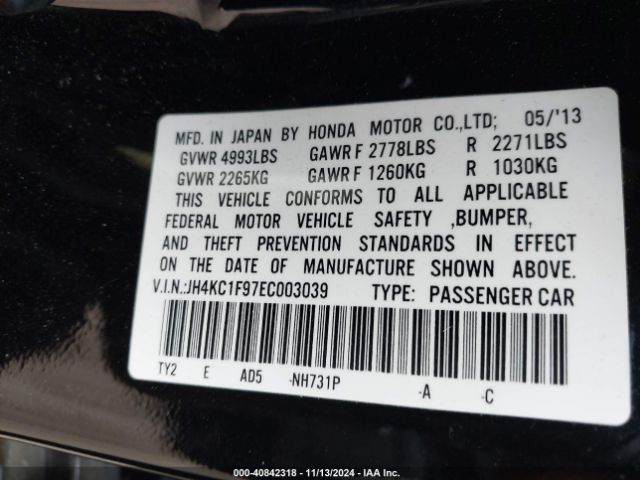 MFD. IN JAPAN BY HONDA MOTOR CO.,LTD; 05/'13
GVWR 4993LBS GAWR F 2778LBS R 2271LBS
GVWR 2265KG GAWR F 1260KG R 1030KG
THIS VEHICLE CONFORMS TO ALL APPLICABLE
FEDERAL MOTOR VEHICLE SAFETY ,BUMPER,
AND THEFT PREVENTION STANDARDS IN EFFECT
ON THE DATE OF MANUFACTURE SHOWN ABOVE.
V.I.N.:JH4KC1F97EC003039 TYPE: PASSENGER CAR
TY2 E AD5 -NH731P -A -C
000-40842318 - 11/13/2024 - IAA Inc.